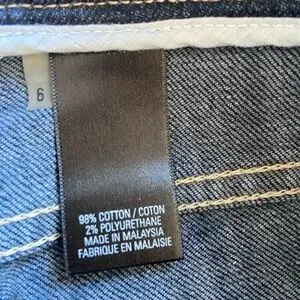 6
98% COTTON / COTON
2% POLYURETHANE
MADE IN MALAYSIA
FABRIQUE EN MALAISIE